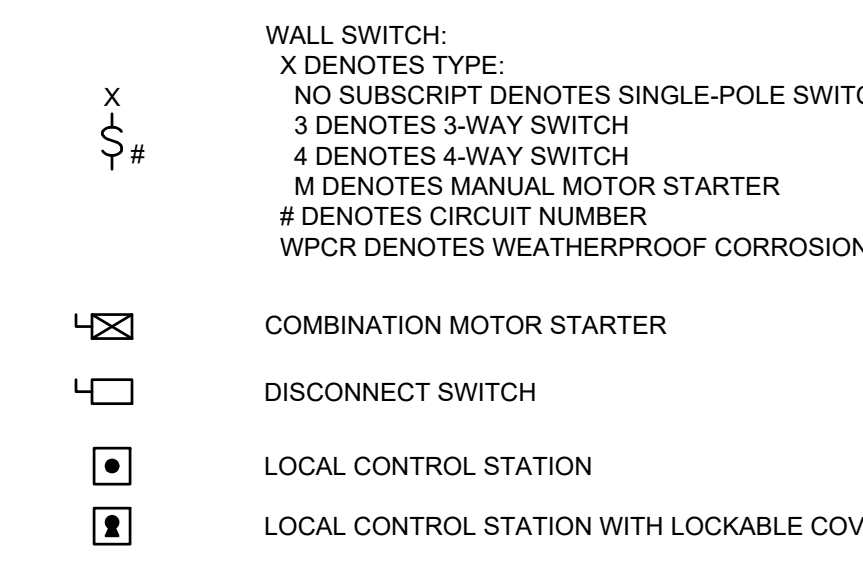 WALL SWITCH:
X DENOTES TYPE:
NO SUBSCRIPT DENOTES SINGLE-POLE
3 DENOTES 3-WAY SWITCH
4 DENOTES 4-WAY SWITCH
M DENOTES MANUAL MOTOR STARTER
# DENOTES CIRCUIT NUMBER
WPCR DENOTES WEATHERPROOF CORROSION
X
$ #
COMBINATION MOTOR STARTER
DISCONNECT SWITCH
LOCAL CONTROL STATION
LOCAL CONTROL STATION WITH LOCKABLE